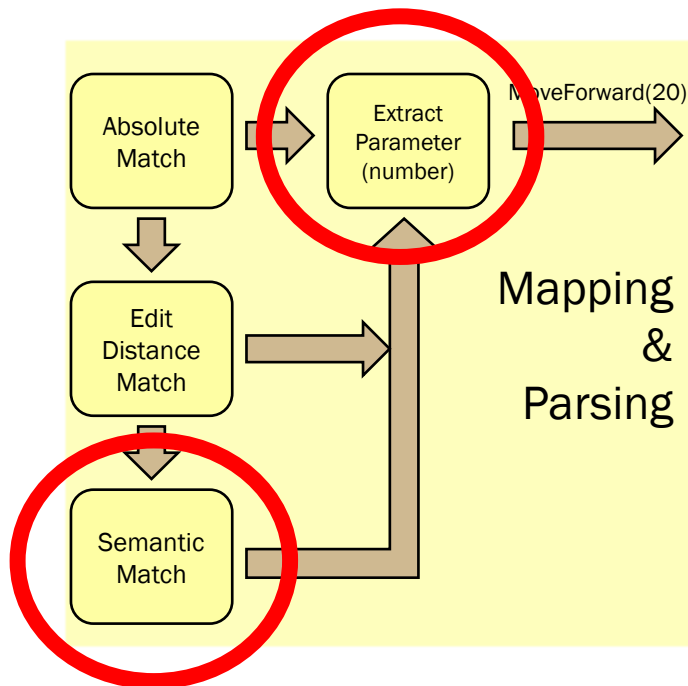 Absolute
Match
Extract
Parameter
(number)
MoveForward(20)
Edit
Distance
Match
Mapping
&
Parsing
Semantic
Match